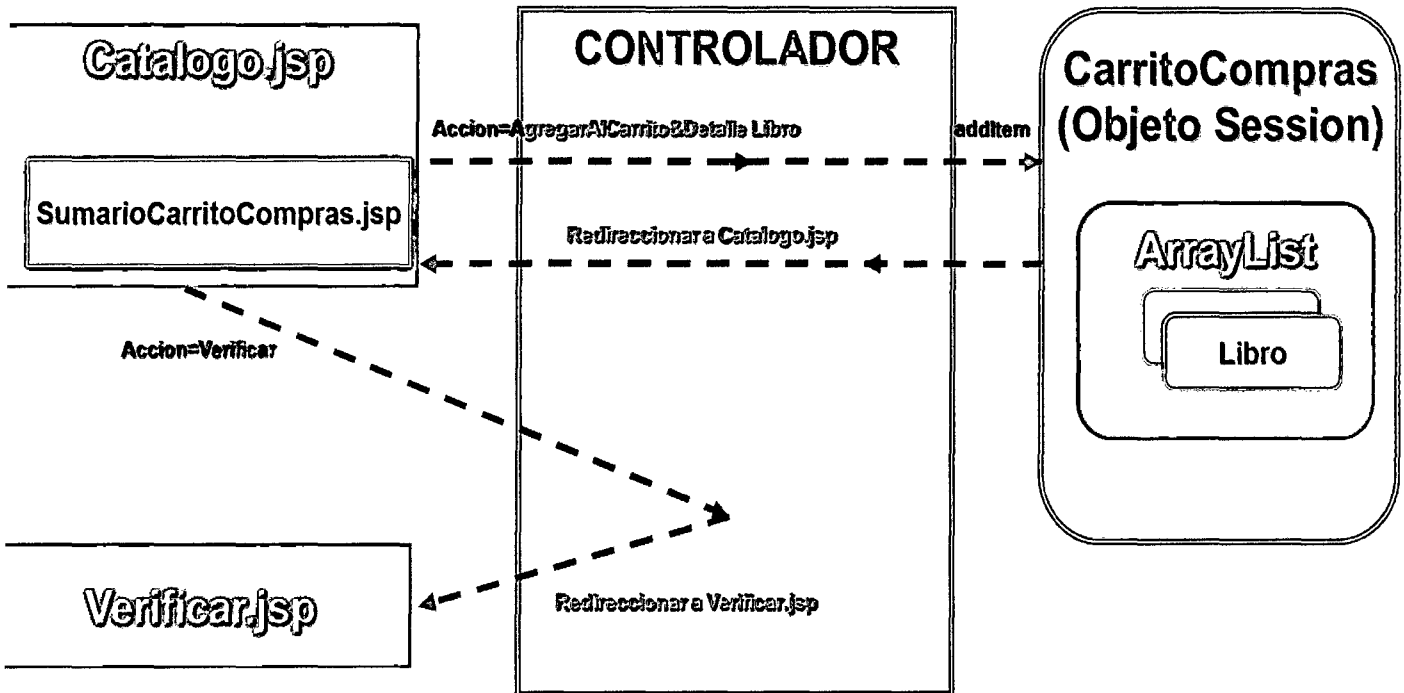 Catalogo.jsp
SumarioCarritoCompras.jsp
CONTROLADOR
Accion=AgregarAlCarrito&Detalle Libro
addItem
Redireccionar a Catalogo.jsp
CarritoCompras
(Objeto Session)
ArrayList
Libro
Accion=Verificar
Verificar.jsp
Redireccionar a Verificar.jsp